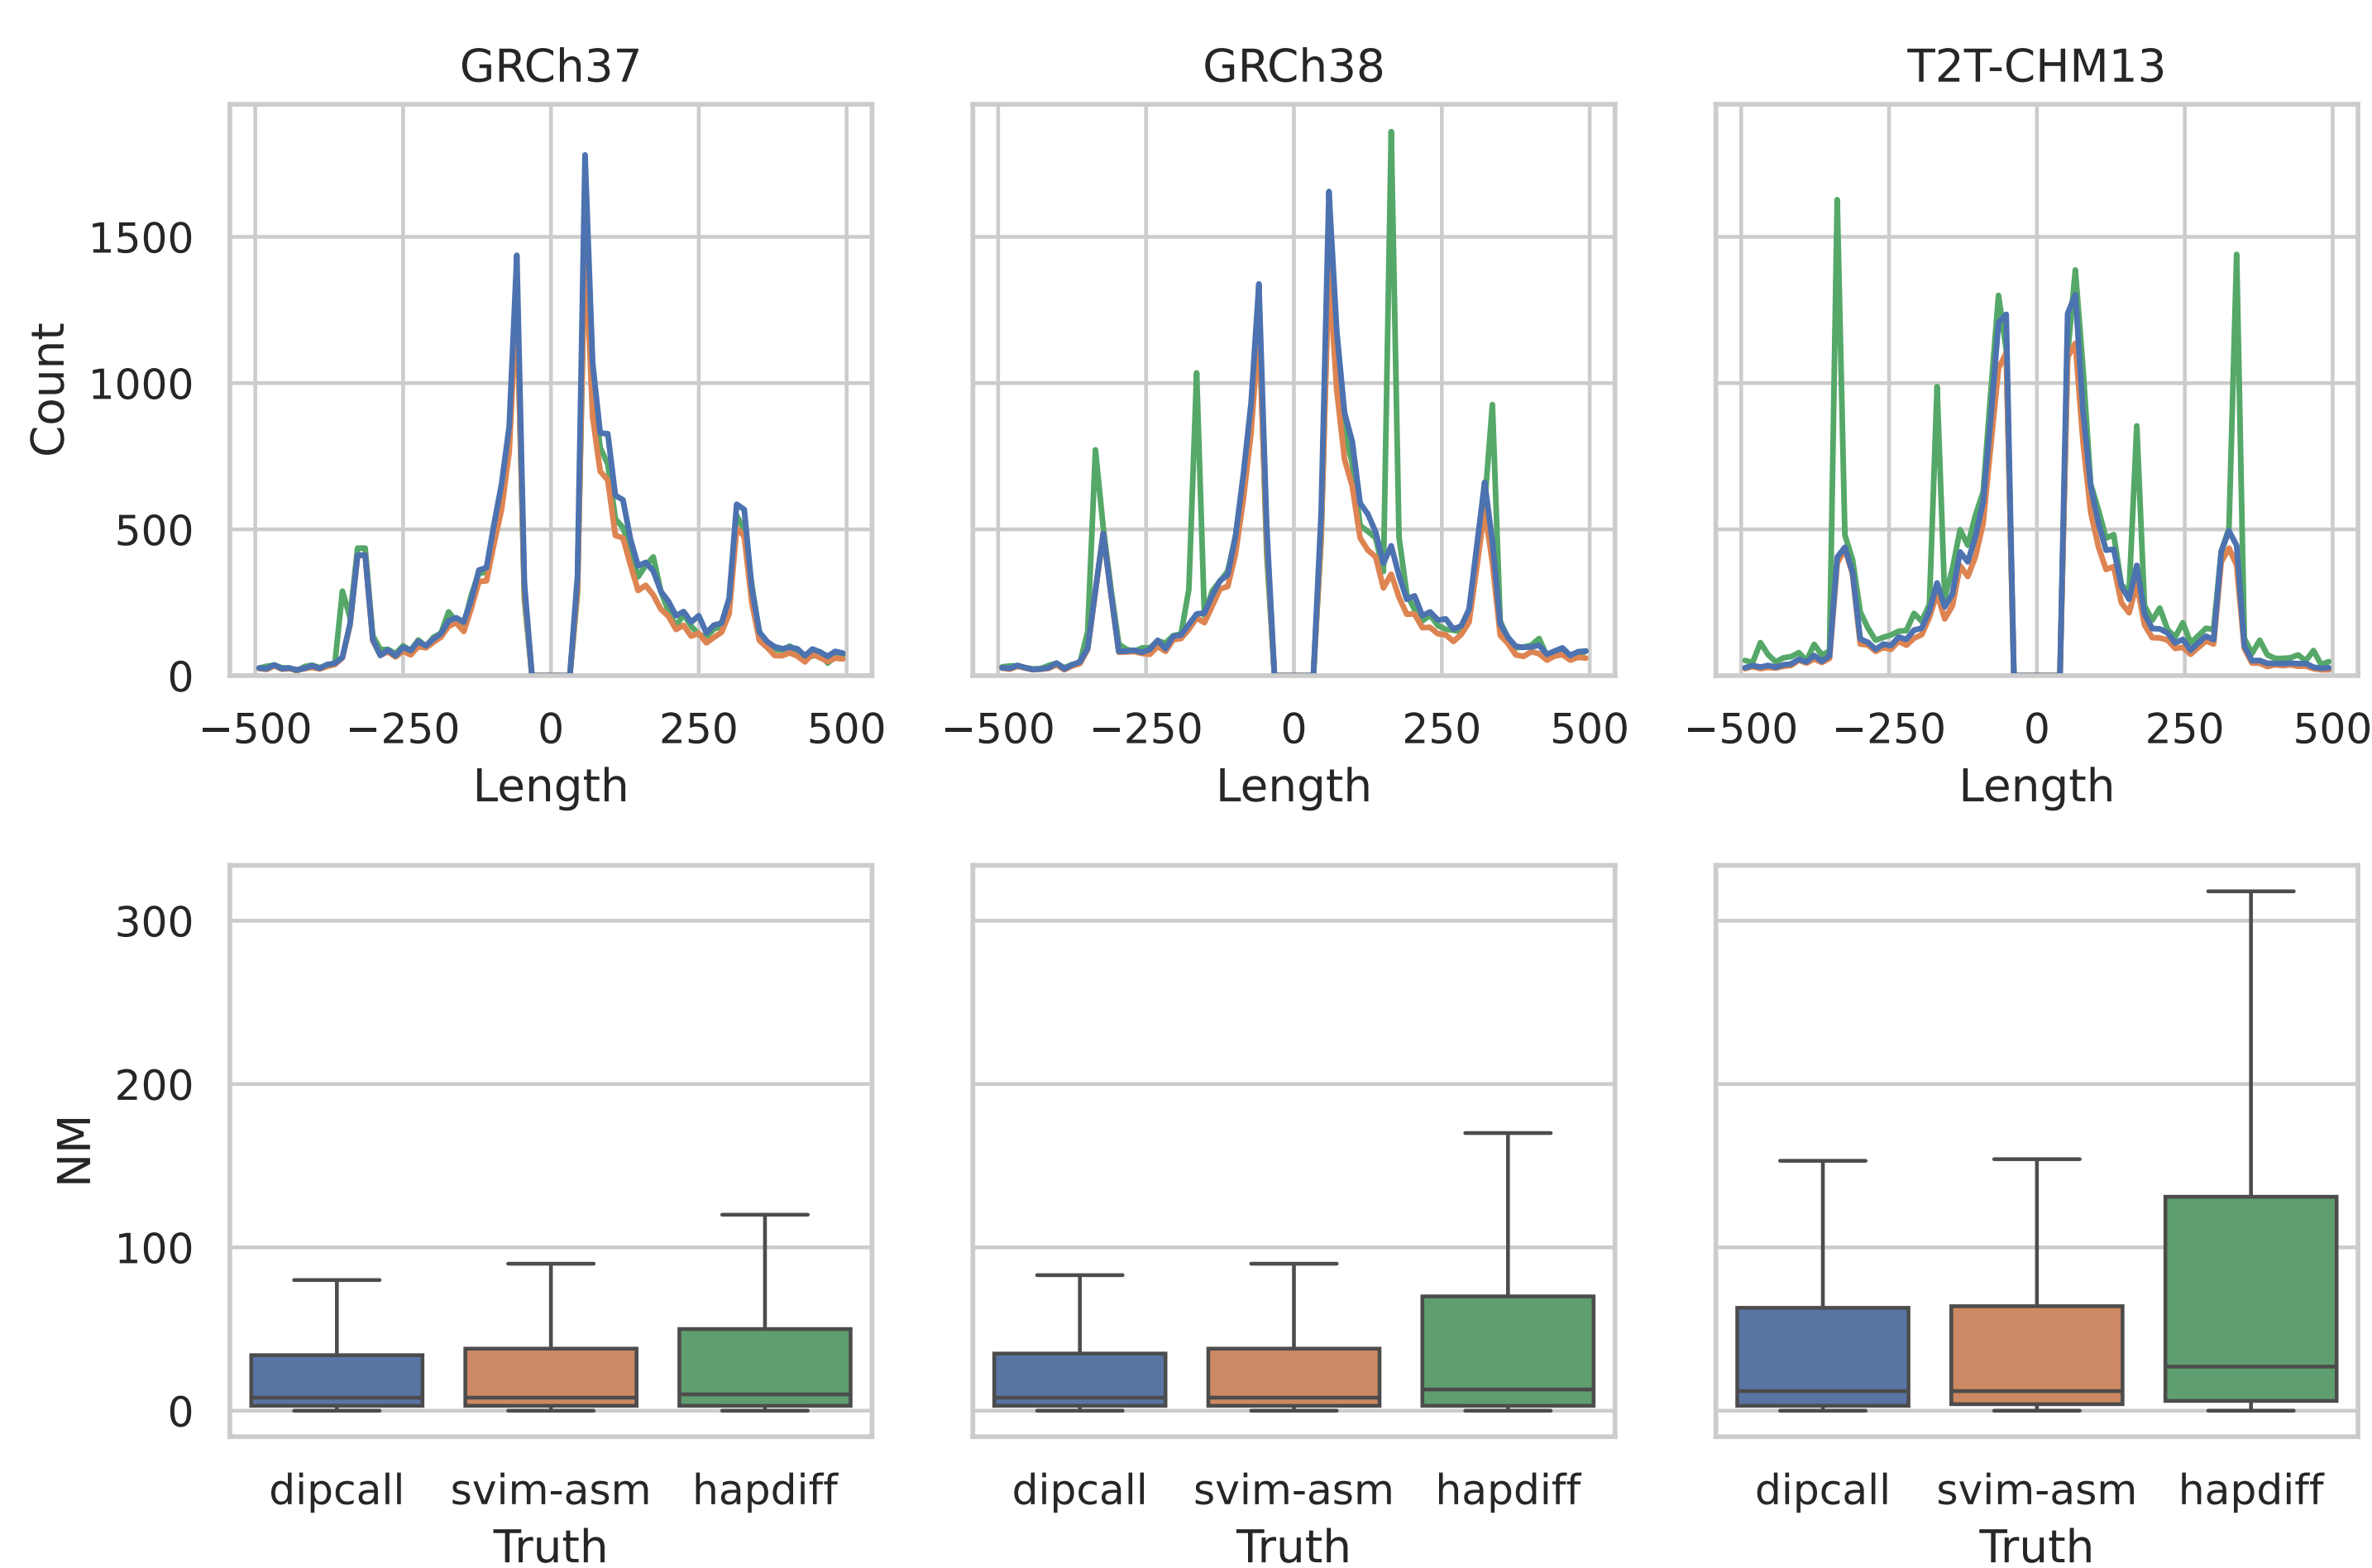 GRCh37 GRCh38 T2T-CHM13
Count
1500
1000
500
0
−500 −250 0 250 500 −500 −250 0 250 500 −500 −250 0 250 500
Length Length Length
NM
300
200
100
0
dipcall svim-asm hapdiff dipcall svim-asm hapdiff dipcall svim-asm hapdiff
Truth Truth Truth